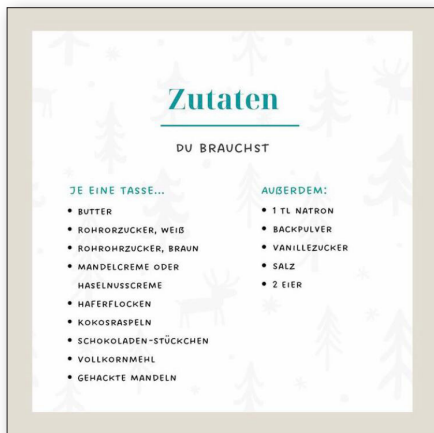 Zutaten
DU BRAUCHST
JE EINE TASSE...
• BUTTER
• ROHRORZUCKER, WEIß
• ROHROHRZUCKER, BRAUN
• MANDELCREME ODER
HASELNUSSCREME
• HAFERFLOCKEN
• KOKOSRASPELN
• SCHOKOLADEN-STÜCKCHEN
• VOLLKORNMEHL
• GEHACKTE MANDELN
AUßERDEM:
• 1 TL NATRON
• BACKPULVER
• VANILLEZUCKER
• SALZ
• 2 EIER